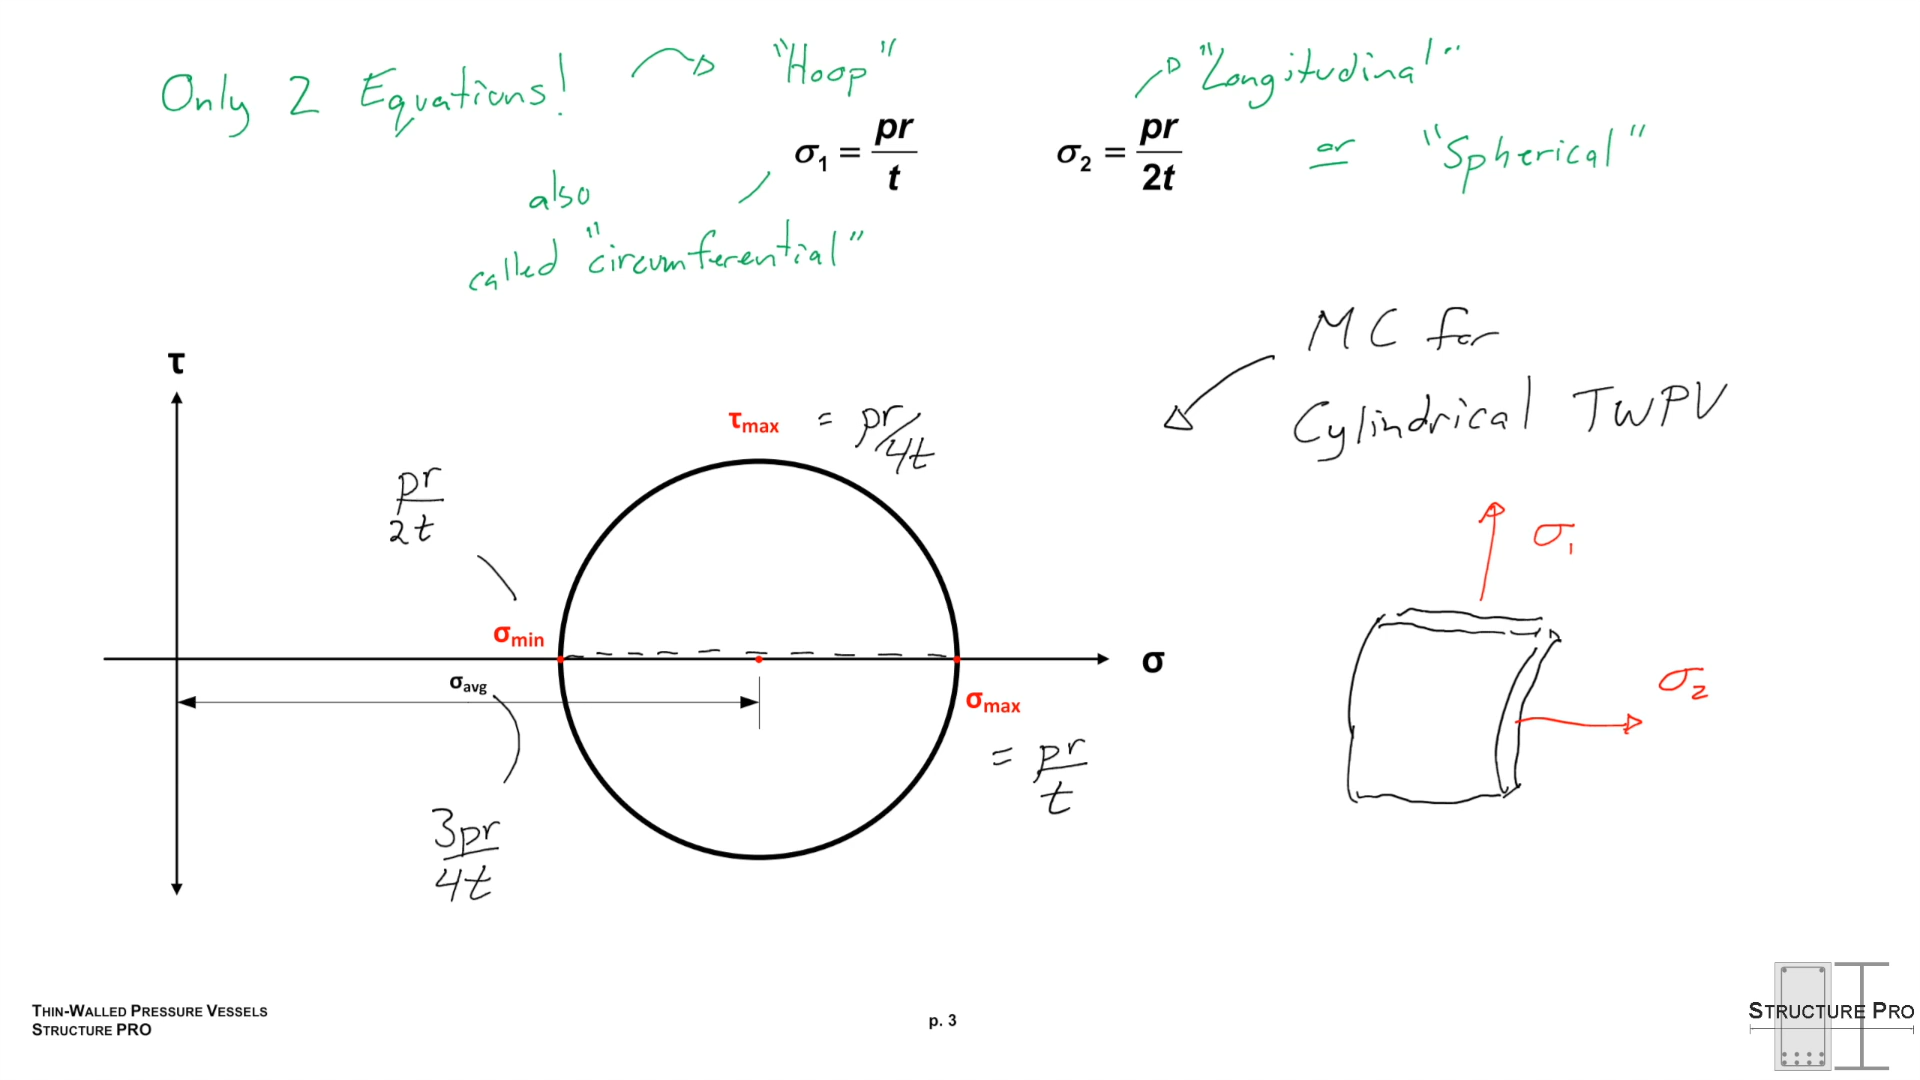 Only 2 Equations!
"Hoop"
"Longitudinal"
σ1 = pr/t
σ2 = pr/2t
or "Spherical"
also
called "circumferential"
MC for
Cylindrical TWPV
τ
τmax = pr/4t
pr/2t
σ1
σmin
σ
σavg
σmax
σ2
= pr/t
3pr/4t
THIN-WALLED PRESSURE VESSELS
STRUCTURE PRO
p. 3
STRUCTURE PRO